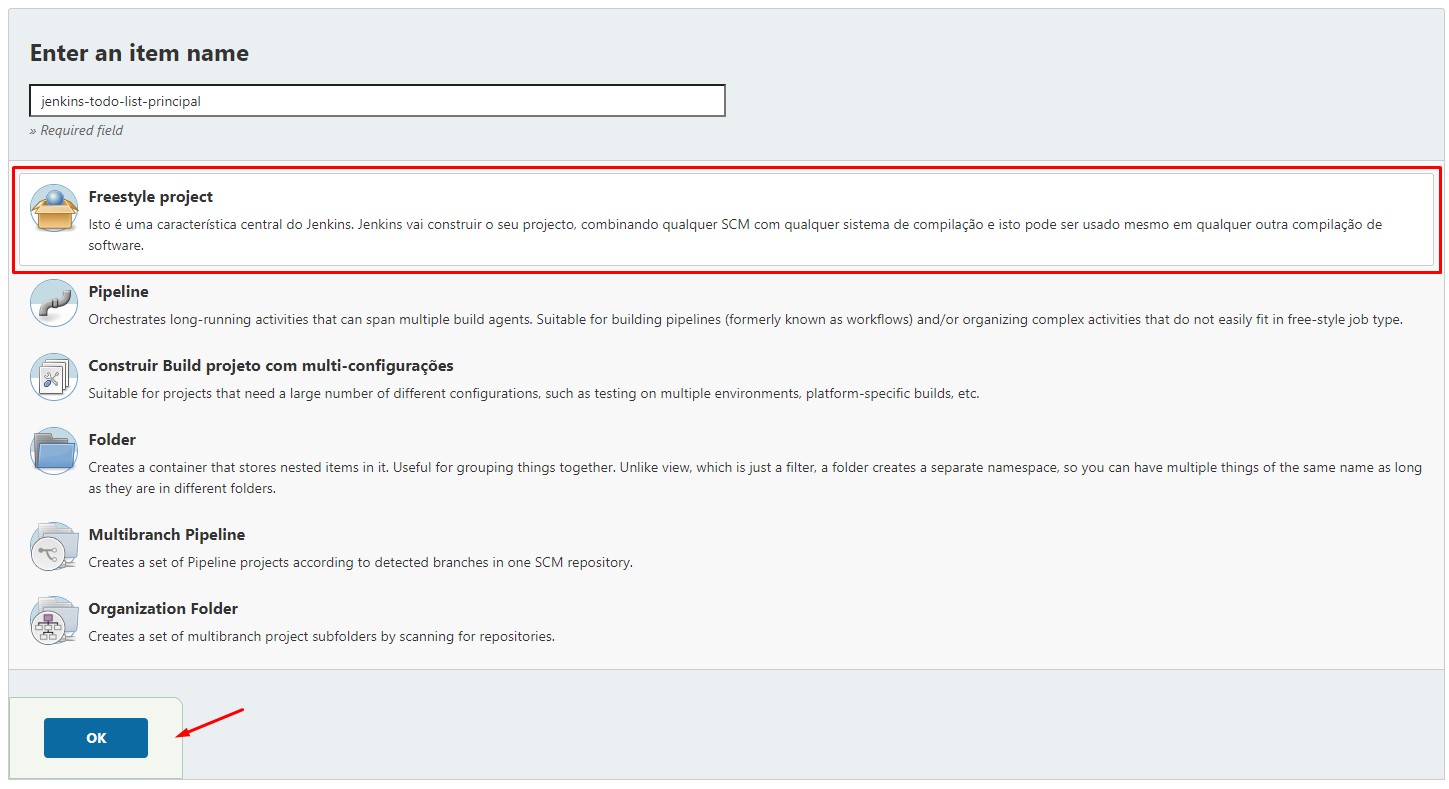 Enter an item name
jenkins-todo-list-principal
» Required field
Freestyle project
Isto é uma característica central do Jenkins. Jenkins vai construir o seu projecto, combinando qualquer SCM com qualquer sistema de compilação e isto pode ser usado mesmo em qualquer outra compilação de
software.
Pipeline
Orchestrates long-running activities that can span multiple build agents. Suitable for building pipelines (formerly known as workflows) and/or organizing complex activities that do not easily fit in free-style job type.
Construir Build projeto com multi-configurações
Suitable for projects that need a large number of different configurations, such as testing on multiple environments, platform-specific builds, etc.
Folder
Creates a container that stores nested items in it. Useful for grouping things together. Unlike view, which is just a filter, a folder creates a separate namespace, so you can have multiple things of the same name as long
as they are in different folders.
Multibranch Pipeline
Creates a set of Pipeline projects according to detected branches in one SCM repository.
Organization Folder
Creates a set of multibranch project subfolders by scanning for repositories.
OK